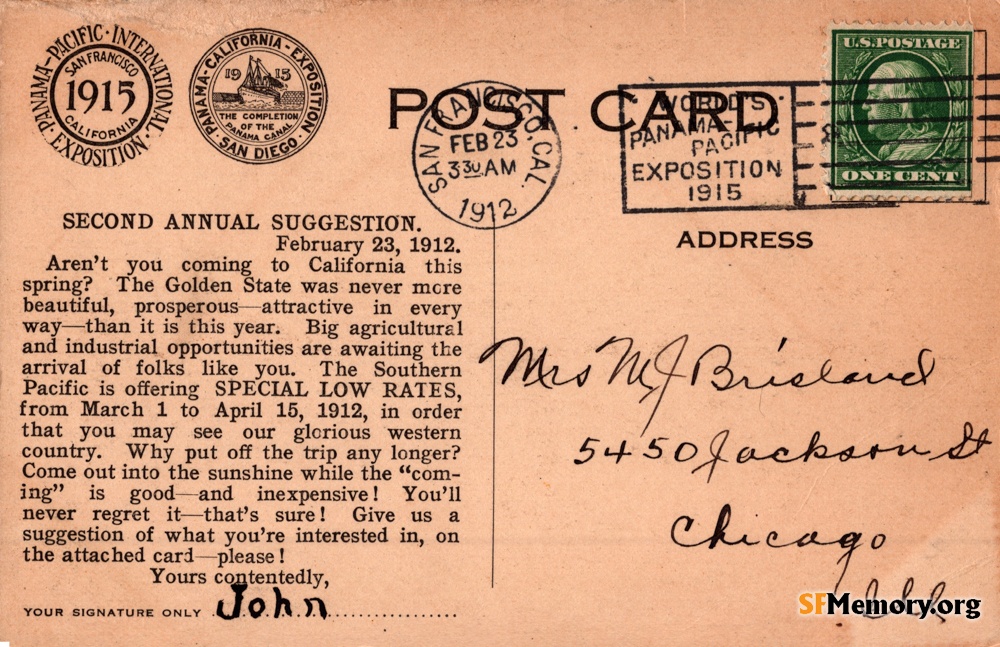 PANAMA-PACIFIC·INTERNATIONAL·EXPOSITION·
SAN FRANCISCO
1915
CALIFORNIA
PANAMA-CALIFORNIA-EXPOSITION·
1915
THE COMPLETION
OF THE
PANAMA CANAL
SAN DIEGO
POST CARD
SAN FRANCISCO, CAL.
FEB 23
3 30 AM
1912
WORLD'S
PANAMA-
PACIFIC
EXPOSITION
1915
U.S. POSTAGE
ONE CENT
SECOND ANNUAL SUGGESTION.
February 23, 1912.
Aren't you coming to California this
spring? The Golden State was never more
beautiful, prosperous—attractive in every
way—than it is this year. Big agricultural
and industrial opportunities are awaiting the
arrival of folks like you. The Southern
Pacific is offering SPECIAL LOW RATES,
from March 1 to April 15, 1912, in order
that you may see our glorious western
country. Why put off the trip any longer?
Come out into the sunshine while the "com-
ing" is good—and inexpensive! You'll
never regret it—that's sure! Give us a
suggestion of what you're interested in, on
the attached card—please!
Yours contentedly,
YOUR SIGNATURE ONLY John
ADDRESS
Mrs M J Brisland
5450 Jackson St
Chicago
Ill
SFMemory.org